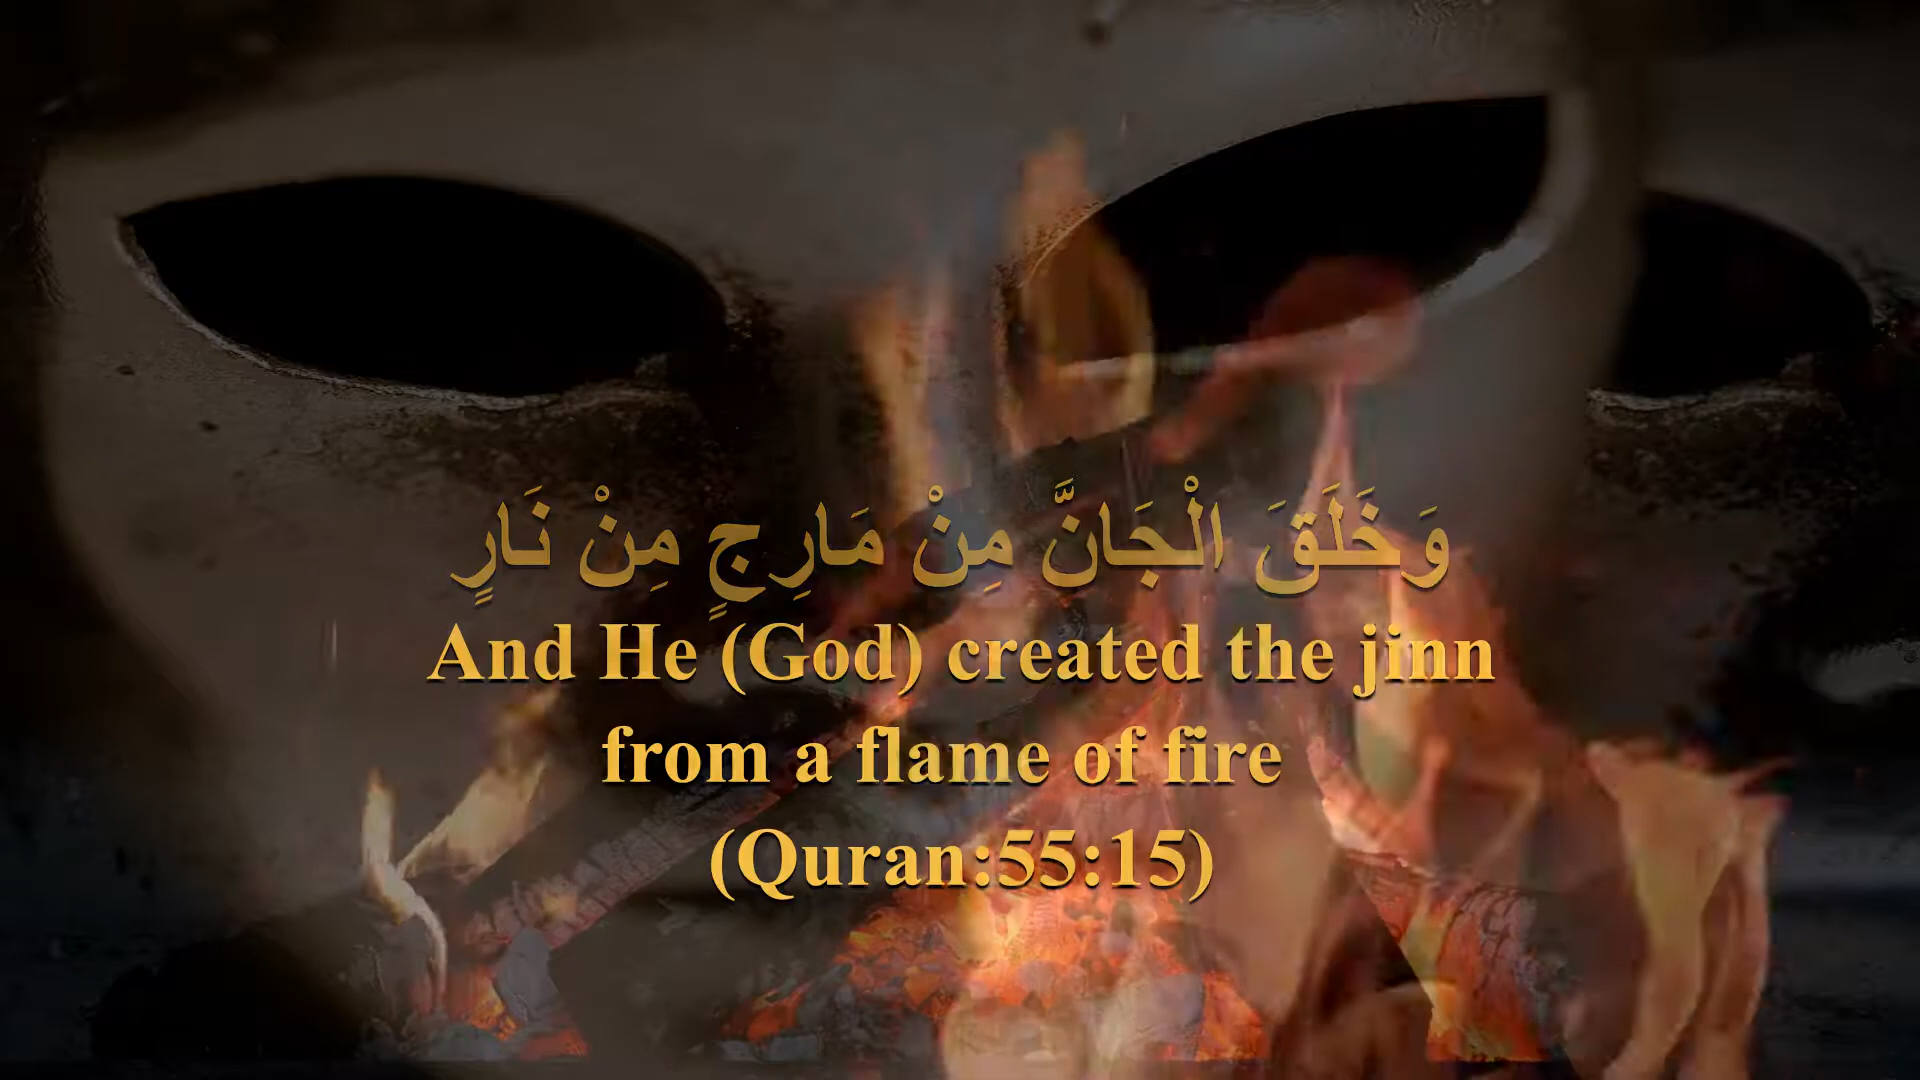 وَخَلَقَ الْجَانَّ مِنْ مَارِجٍ مِنْ نَارٍ
And He (God) created the jinn
from a flame of fire
(Quran:55:15)